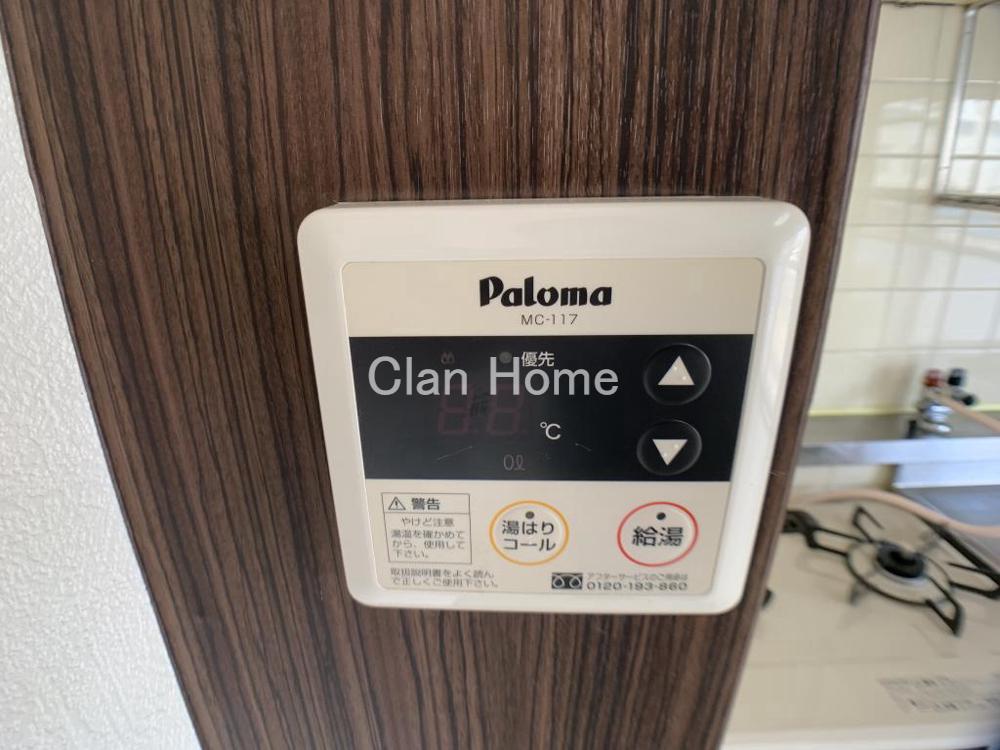 Paloma
MC-117
優先
Clan Home
℃
0ℓ
警告
やけど注意
湯温を確かめて
から、使用して
下さい。
取扱説明書をよく読ん
で正しくご使用下さい。
湯はり
コール
給湯
アフターサービスのご用命は
0120-193-860